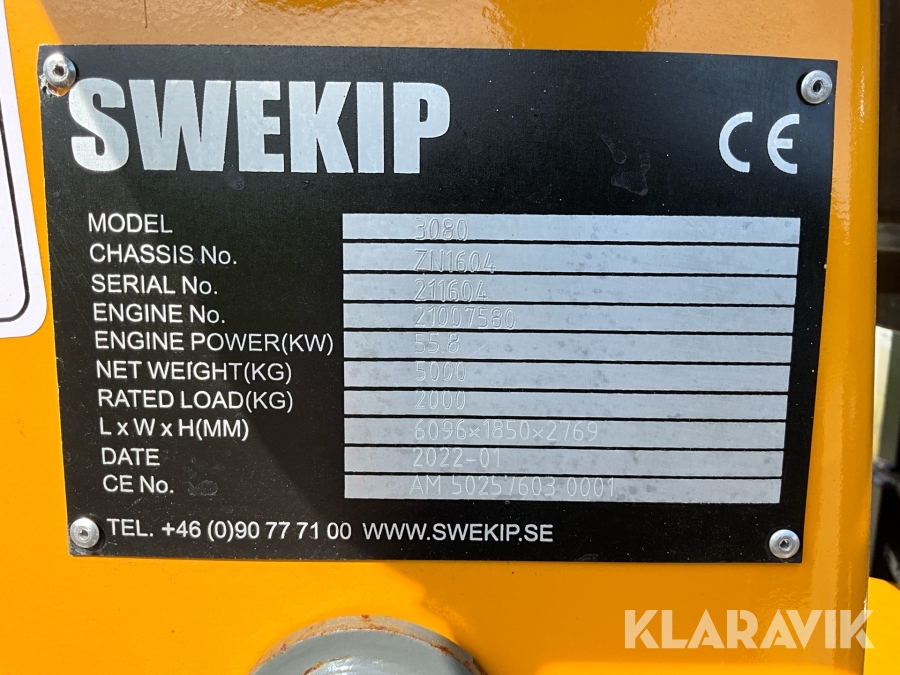 SWEKIP
CE
MODEL 3080
CHASSIS No. ZN1604
SERIAL No. 211604
ENGINE No. 21007580
ENGINE POWER(KW) 55.8
NET WEIGHT(KG) 5000
RATED LOAD(KG) 2000
L x W x H(MM) 6096×1850×2769
DATE 2022-01
CE No. AM 50257603 0001
TEL. +46 (0)90 77 71 00 WWW.SWEKIP.SE
KLARAVIK